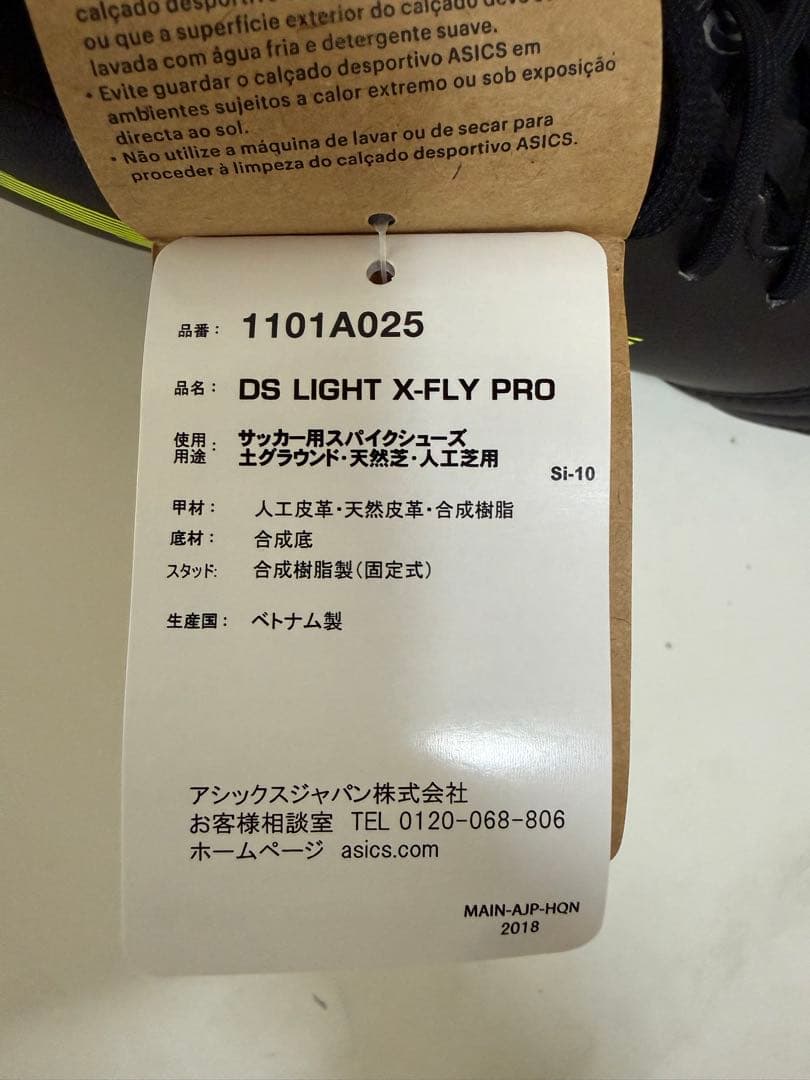 calçado
ou que a superfície exterior do calçado
lavada com água fria e detergente suave.
• Evite guardar o calçado desportivo ASICS em
ambientes sujeitos a calor extremo ou sob exposição
directa ao sol.
• Não utilize a máquina de lavar ou de secar para
proceder à limpeza do calçado desportivo ASICS.
品番： 1101A025
品名： DS LIGHT X-FLY PRO
使用用途： サッカー用スパイクシューズ
土グラウンド・天然芝・人工芝用
Si-10
甲材： 人工皮革・天然皮革・合成樹脂
底材： 合成底
スタッド: 合成樹脂製（固定式）
生産国： ベトナム製
アシックスジャパン株式会社
お客様相談室 TEL 0120-068-806
ホームページ asics.com
MAIN-AJP-HQN
2018